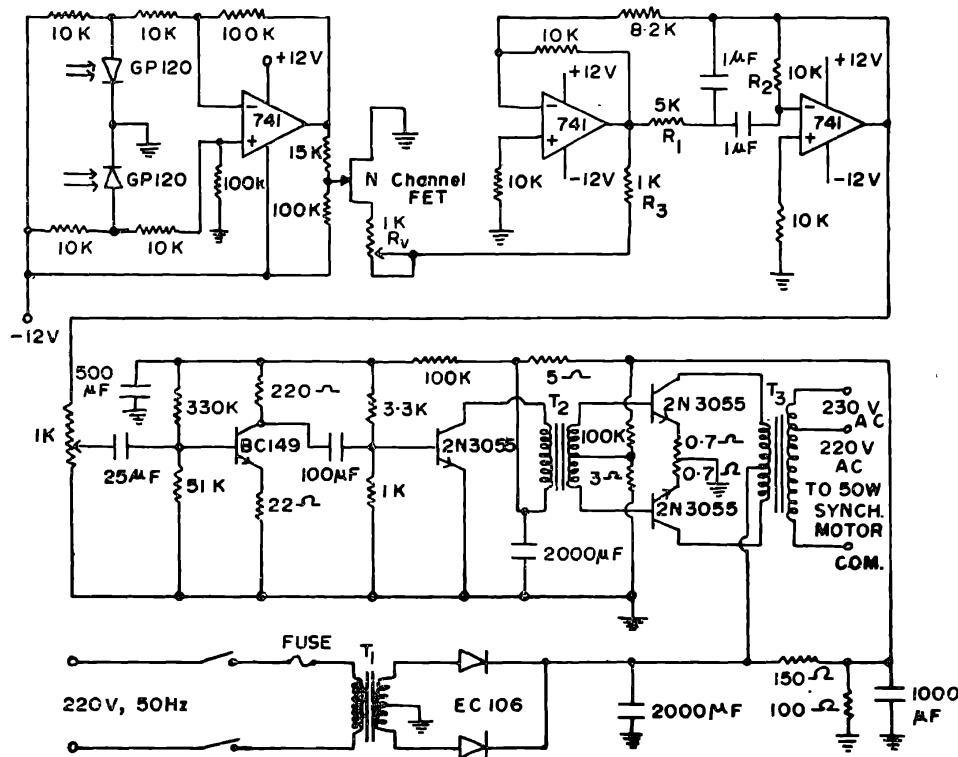 10K 10K 100K
GP120
+12V
−
741
+
GP120
100k
15K
100K
10K 10K
-12V
N Channel
FET
1K
Rv
8.2K
10K
+12V
−
741
+
-12V
10K
5K
R1
1K
R3
1µF
1µF
R2
10K
+12V
−
741
+
-12V
10K
500
µF
1K
25µF
330K
51K
220Ω
BC149
22Ω
100µF
3.3K
1K
100K
2N3055
5Ω
T2
2000µF
100K
3Ω
2N3055
0.7Ω
0.7Ω
2N3055
T3
230V
AC
220V
AC
TO 50W
SYNCH.
MOTOR
COM.
220V, 50Hz
FUSE
T1
EC106
2000µF
150Ω
100Ω
1000
µF